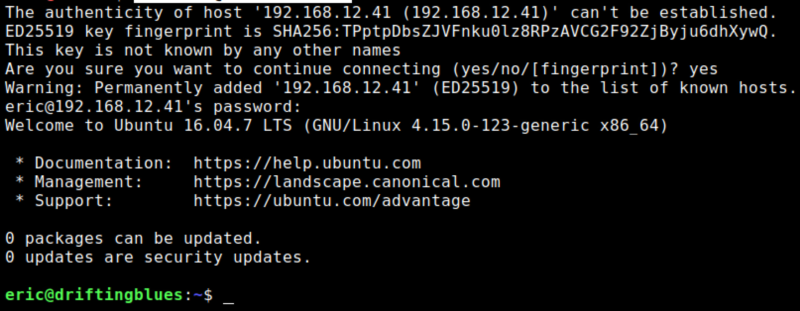 The authenticity of host '192.168.12.41 (192.168.12.41)' can't be established.
ED25519 key fingerprint is SHA256:TPptpDbsZJVFnku0lz8RPzAVCG2F92ZjByju6dhXywQ.
This key is not known by any other names
Are you sure you want to continue connecting (yes/no/[fingerprint])? yes
Warning: Permanently added '192.168.12.41' (ED25519) to the list of known hosts.
eric@192.168.12.41's password:
Welcome to Ubuntu 16.04.7 LTS (GNU/Linux 4.15.0-123-generic x86_64)
* Documentation: https://help.ubuntu.com
* Management: https://landscape.canonical.com
* Support: https://ubuntu.com/advantage
0 packages can be updated.
0 updates are security updates.
eric@driftingblues:~$ _